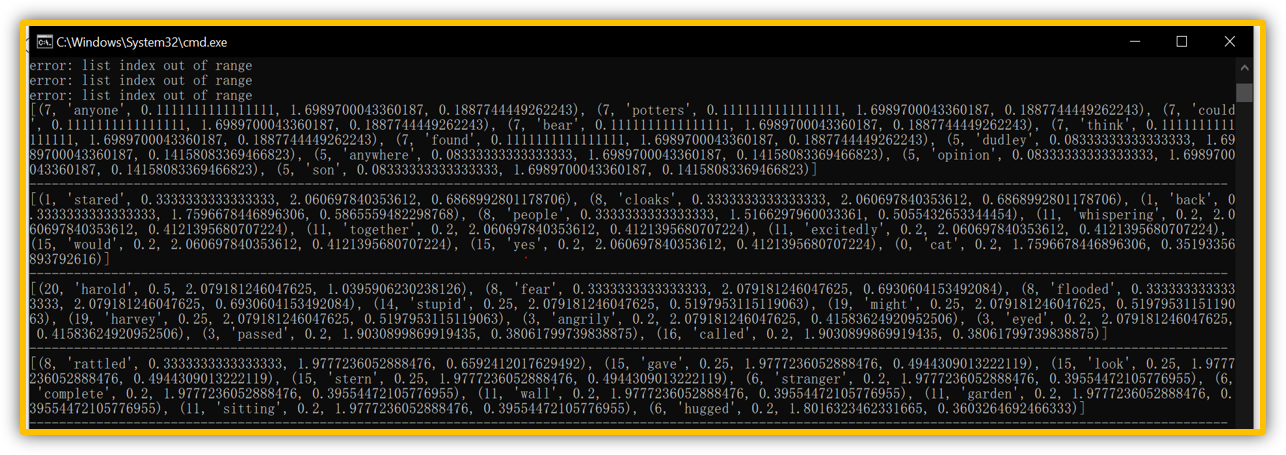 C:\Windows\System32\cmd.exe
error: list index out of range
error: list index out of range
error: list index out of range
[(7, 'anyone', 0.1111111111111111, 1.6989700043360187, 0.1887744449262243), (7, 'potters', 0.1111111111111111, 1.6989700043360187, 0.1887744449262243), (7, 'could
', 0.1111111111111111, 1.6989700043360187, 0.1887744449262243), (7, 'bear', 0.1111111111111111, 1.6989700043360187, 0.1887744449262243), (7, 'think', 0.1111111111
111111, 1.6989700043360187, 0.1887744449262243), (7, 'found', 0.1111111111111111, 1.6989700043360187, 0.1887744449262243), (5, 'dudley', 0.08333333333333333, 1.69
89700043360187, 0.14158083369466823), (5, 'anywhere', 0.08333333333333333, 1.6989700043360187, 0.14158083369466823), (5, 'opinion', 0.08333333333333333, 1.6989700
043360187, 0.14158083369466823), (5, 'son', 0.08333333333333333, 1.6989700043360187, 0.14158083369466823)]
[(1, 'stared', 0.3333333333333333, 2.060697840353612, 0.6868992801178706), (8, 'cloaks', 0.3333333333333333, 2.060697840353612, 0.6868992801178706), (1, 'back', 0
.3333333333333333, 1.7596678446896306, 0.5865559482298768), (8, 'people', 0.3333333333333333, 1.5166297960033361, 0.5055432653344454), (11, 'whispering', 0.2, 2.0
60697840353612, 0.4121395680707224), (11, 'together', 0.2, 2.060697840353612, 0.4121395680707224), (11, 'excitedly', 0.2, 2.060697840353612, 0.4121395680707224),
(15, 'would', 0.2, 2.060697840353612, 0.4121395680707224), (15, 'yes', 0.2, 2.060697840353612, 0.4121395680707224), (0, 'cat', 0.2, 1.7596678446896306, 0.35193356
893792616)]
[(20, 'harold', 0.5, 2.079181246047625, 1.0395906230238126), (8, 'fear', 0.3333333333333333, 2.079181246047625, 0.6930604153492084), (8, 'flooded', 0.333333333333
3333, 2.079181246047625, 0.6930604153492084), (14, 'stupid', 0.25, 2.079181246047625, 0.5197953115119063), (19, 'might', 0.25, 2.079181246047625, 0.51979531151190
63), (19, 'harvey', 0.25, 2.079181246047625, 0.5197953115119063), (3, 'angrily', 0.2, 2.079181246047625, 0.41583624920952506), (3, 'eyed', 0.2, 2.079181246047625,
 0.41583624920952506), (3, 'passed', 0.2, 1.9030899869919435, 0.38061799739838875), (16, 'called', 0.2, 1.9030899869919435, 0.38061799739838875)]
[(8, 'rattled', 0.3333333333333333, 1.9777236052888476, 0.6592412017629492), (15, 'gave', 0.25, 1.9777236052888476, 0.4944309013222119), (15, 'look', 0.25, 1.9777
236052888476, 0.4944309013222119), (15, 'stern', 0.25, 1.9777236052888476, 0.4944309013222119), (6, 'stranger', 0.2, 1.9777236052888476, 0.39554472105776955), (6,
 'complete', 0.2, 1.9777236052888476, 0.39554472105776955), (11, 'wall', 0.2, 1.9777236052888476, 0.39554472105776955), (11, 'garden', 0.2, 1.9777236052888476, 0.
39554472105776955), (11, 'sitting', 0.2, 1.9777236052888476, 0.39554472105776955), (6, 'hugged', 0.2, 1.8016323462331665, 0.3603264692466333)]